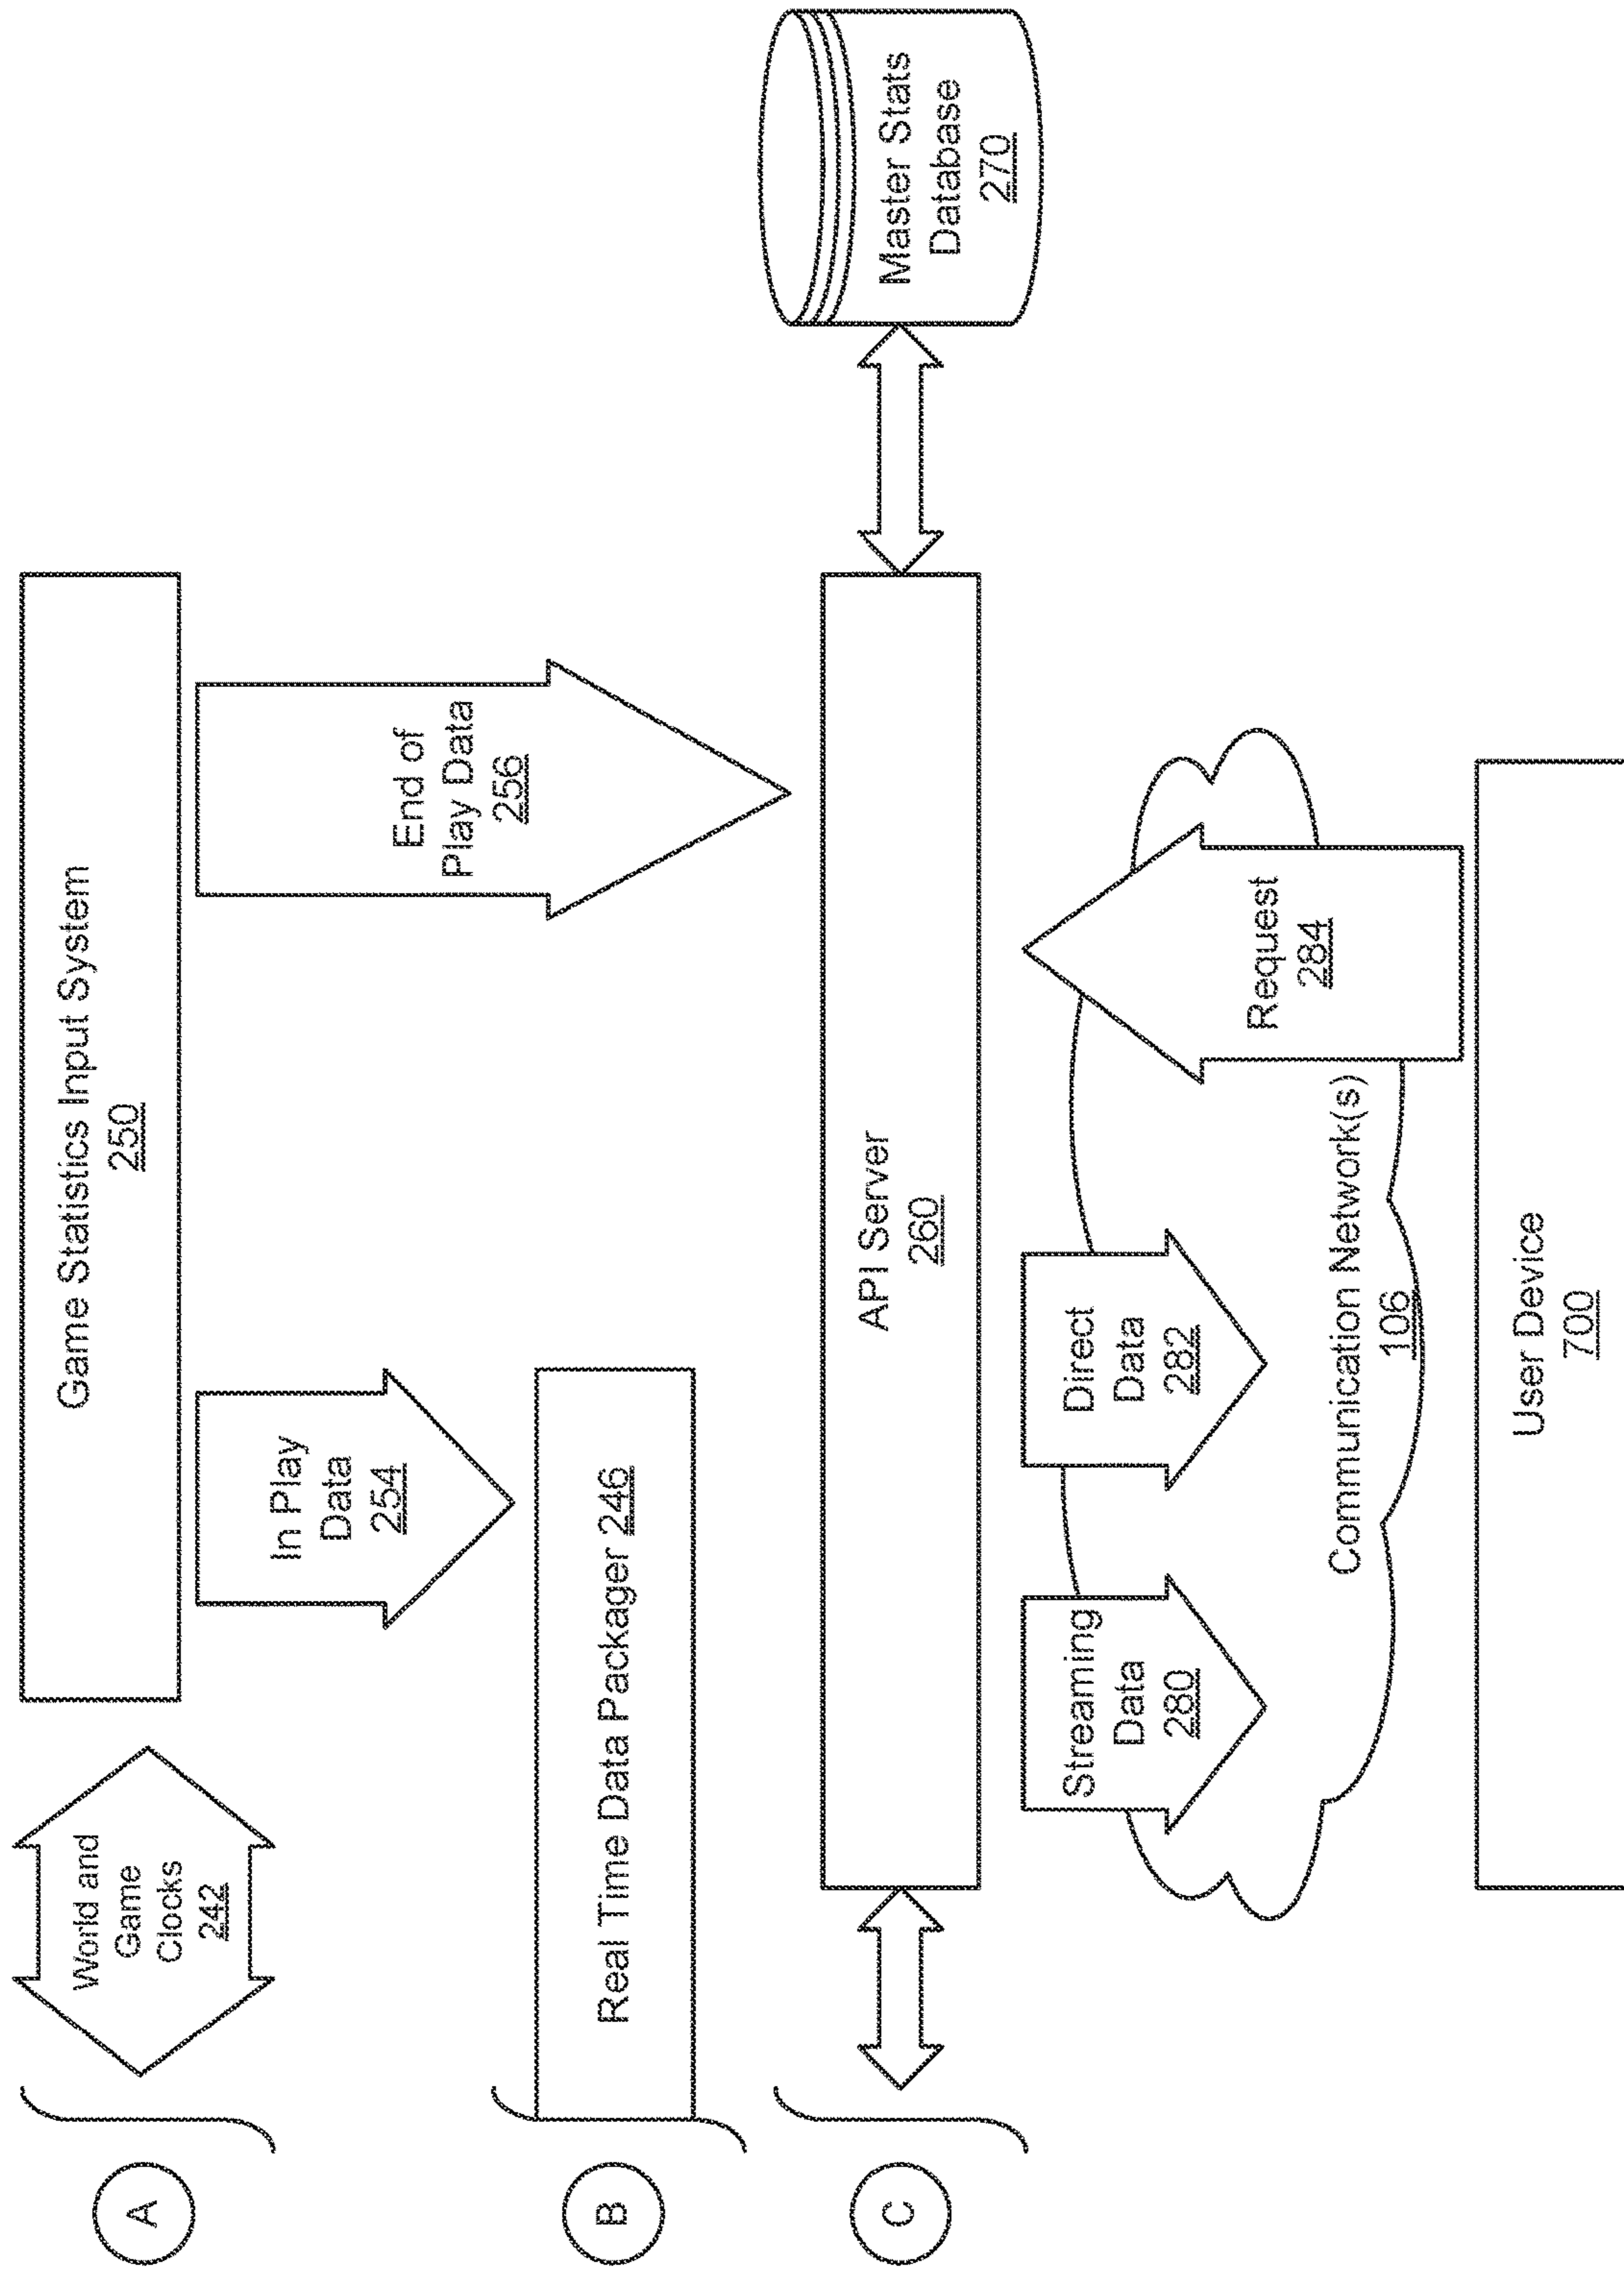 A
World and
Game
Clocks
242
Game Statistics Input System
250
In Play
Data
254
End of
Play Data
256
B
Real Time Data Packager 246
C
API Server
260
Master Stats
Database
270
Streaming
Data
280
Direct
Data
282
Request
284
Communication Network(s)
106
User Device
700